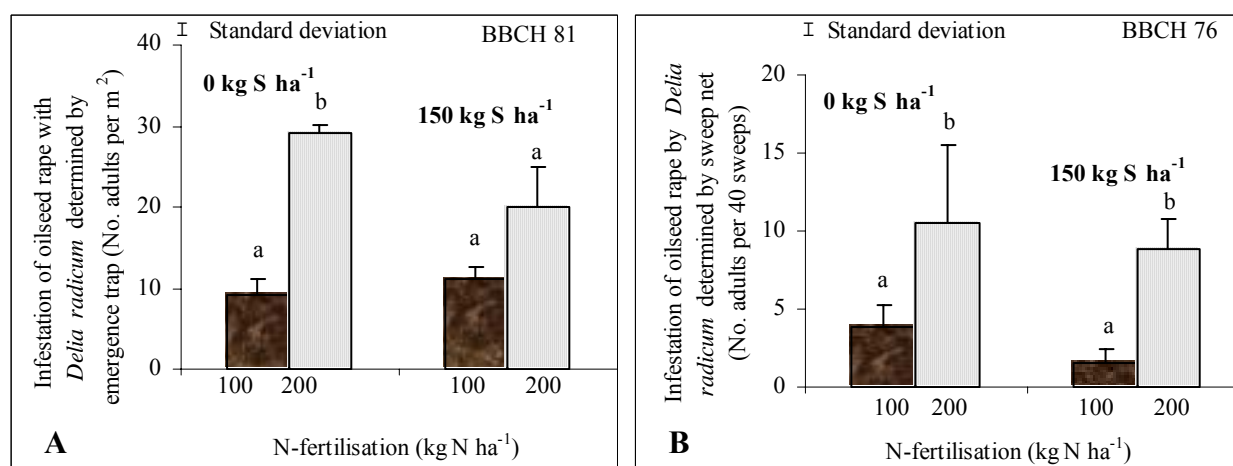 Standard deviation
BBCH 81
Infestation of oilseed rape with
Delia radicum determined by
emergence trap (No. adults per m²)
40
30
20
10
0
0 kg S ha⁻¹
150 kg S ha⁻¹
a
b
a
a
100 200
100 200
N-fertilisation (kg N ha⁻¹)
A
Standard deviation
BBCH 76
Infestation of oilseed rape by Delia
radicum determined by sweep net
(No. adults per 40 sweeps)
20
15
10
5
0
0 kg S ha⁻¹
150 kg S ha⁻¹
a
b
a
b
100 200
100 200
N-fertilisation (kg N ha⁻¹)
B